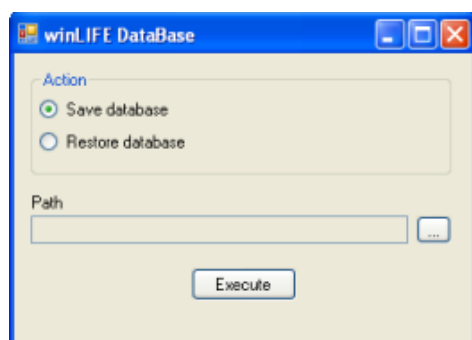 winLIFE DataBase
Action
Save database
Restore database
Path
...
Execute